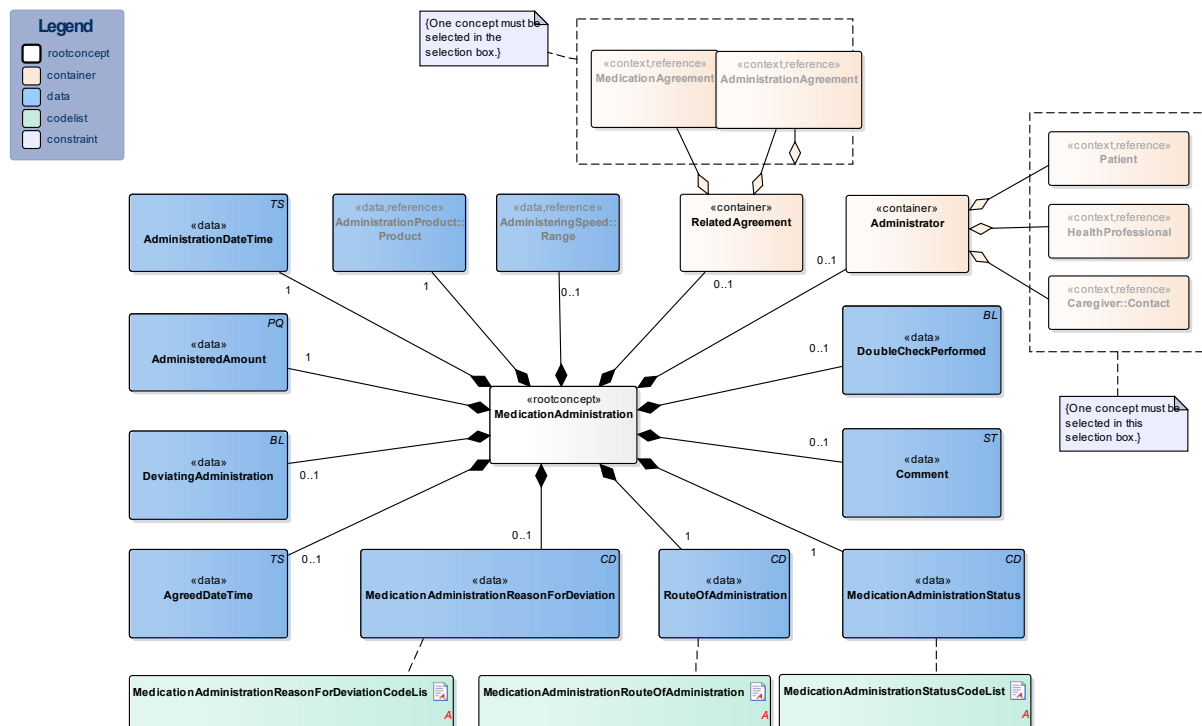 Legend
rootconcept
container
data
codelist
constraint
{One concept must be
selected in the
selection box.}
«context,reference»
MedicationAgreement
«context,reference»
AdministrationAgreement
«context,reference»
Patient
«context,reference»
HealthProfessional
«context,reference»
Caregiver::Contact
{One concept must be
selected in this
selection box.}
TS
«data»
AdministrationDateTime
«data,reference»
AdministrationProduct::
Product
«data,reference»
AdministeringSpeed::
Range
«container»
RelatedAgreement
«container»
Administrator
1
1
0..1
0..1
0..1
PQ
«data»
AdministeredAmount
1
BL
«data»
DoubleCheckPerformed
0..1
«rootconcept»
MedicationAdministration
BL
«data»
DeviatingAdministration
0..1
ST
«data»
Comment
0..1
TS
«data»
AgreedDateTime
0..1
CD
«data»
MedicationAdministrationReasonForDeviation
0..1
CD
«data»
RouteOfAdministration
1
CD
«data»
MedicationAdministrationStatus
1
MedicationAdministrationReasonForDeviationCodeLis
A
MedicationAdministrationRouteOfAdministration
A
MedicationAdministrationStatusCodeList
A